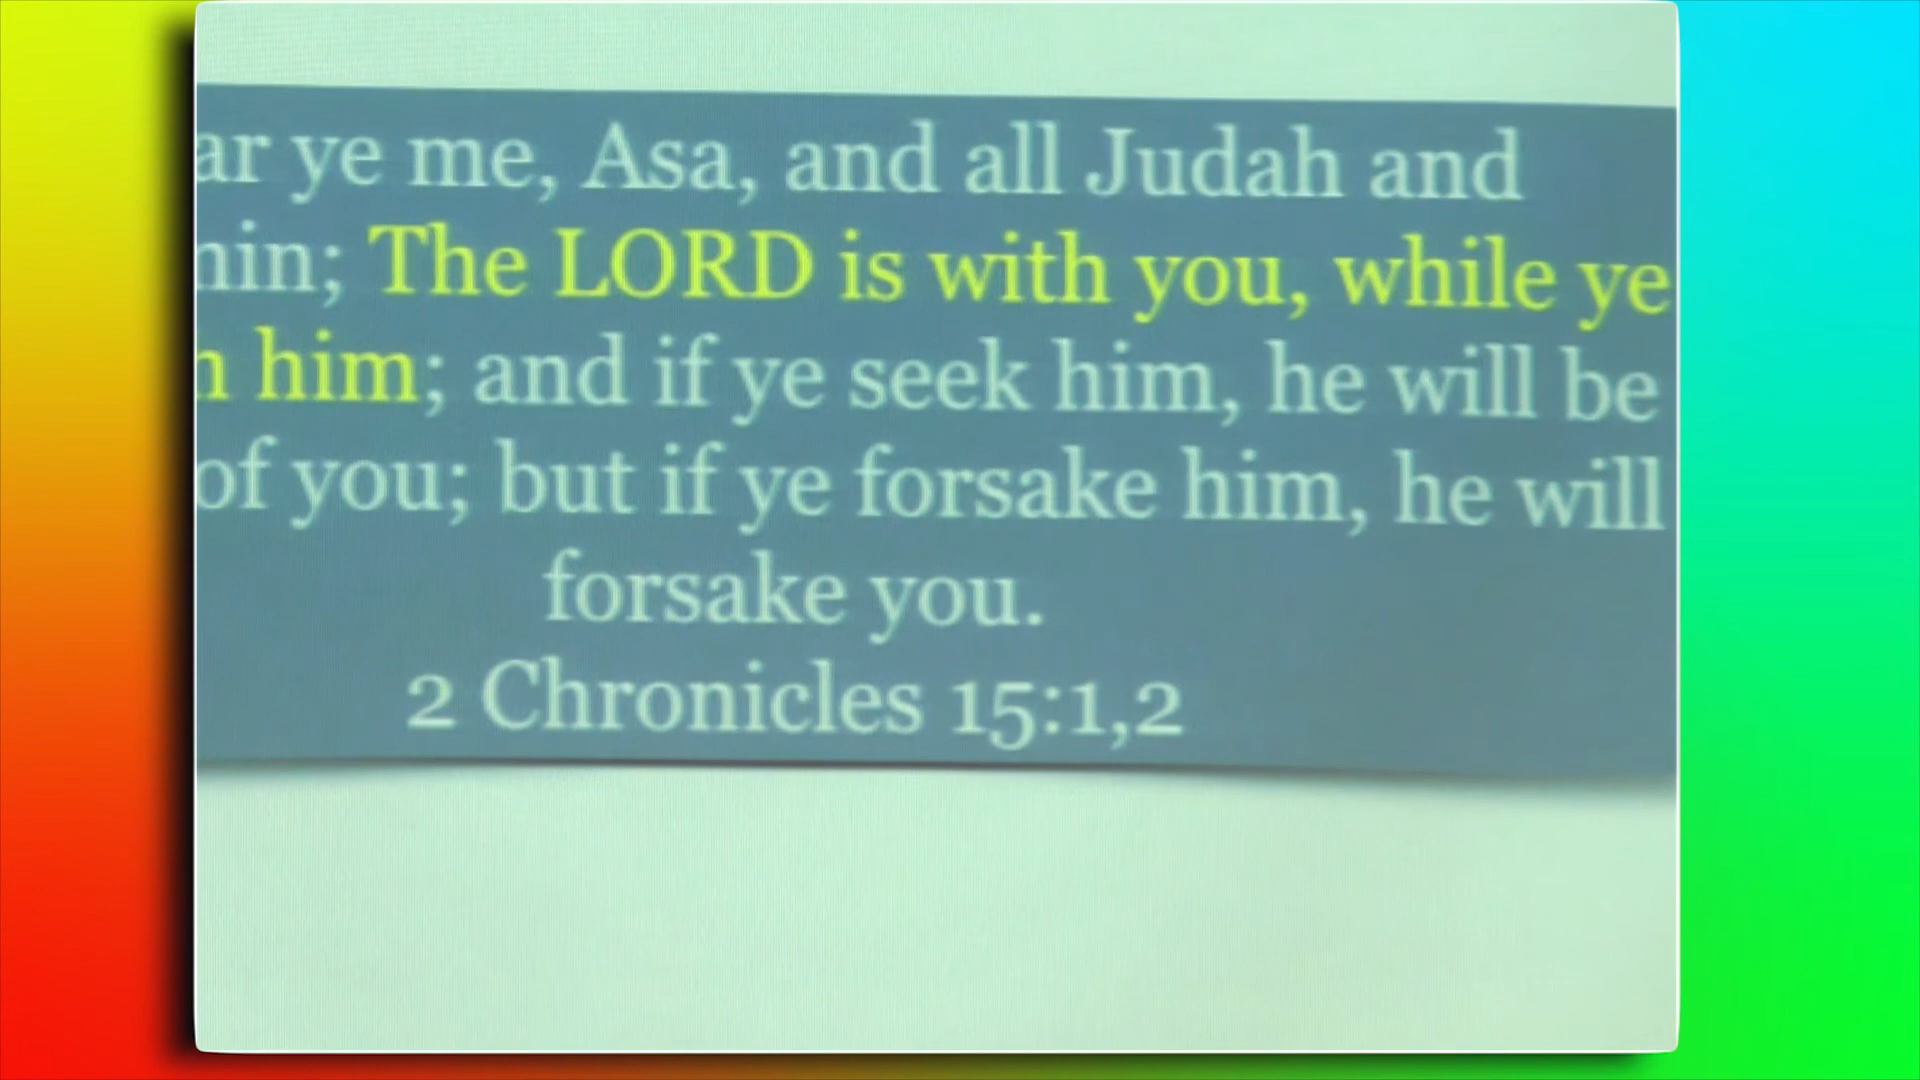 ar ye me, Asa, and all Judah and
nin; The LORD is with you, while ye
h him; and if ye seek him, he will be
of you; but if ye forsake him, he will
forsake you.
2 Chronicles 15:1,2